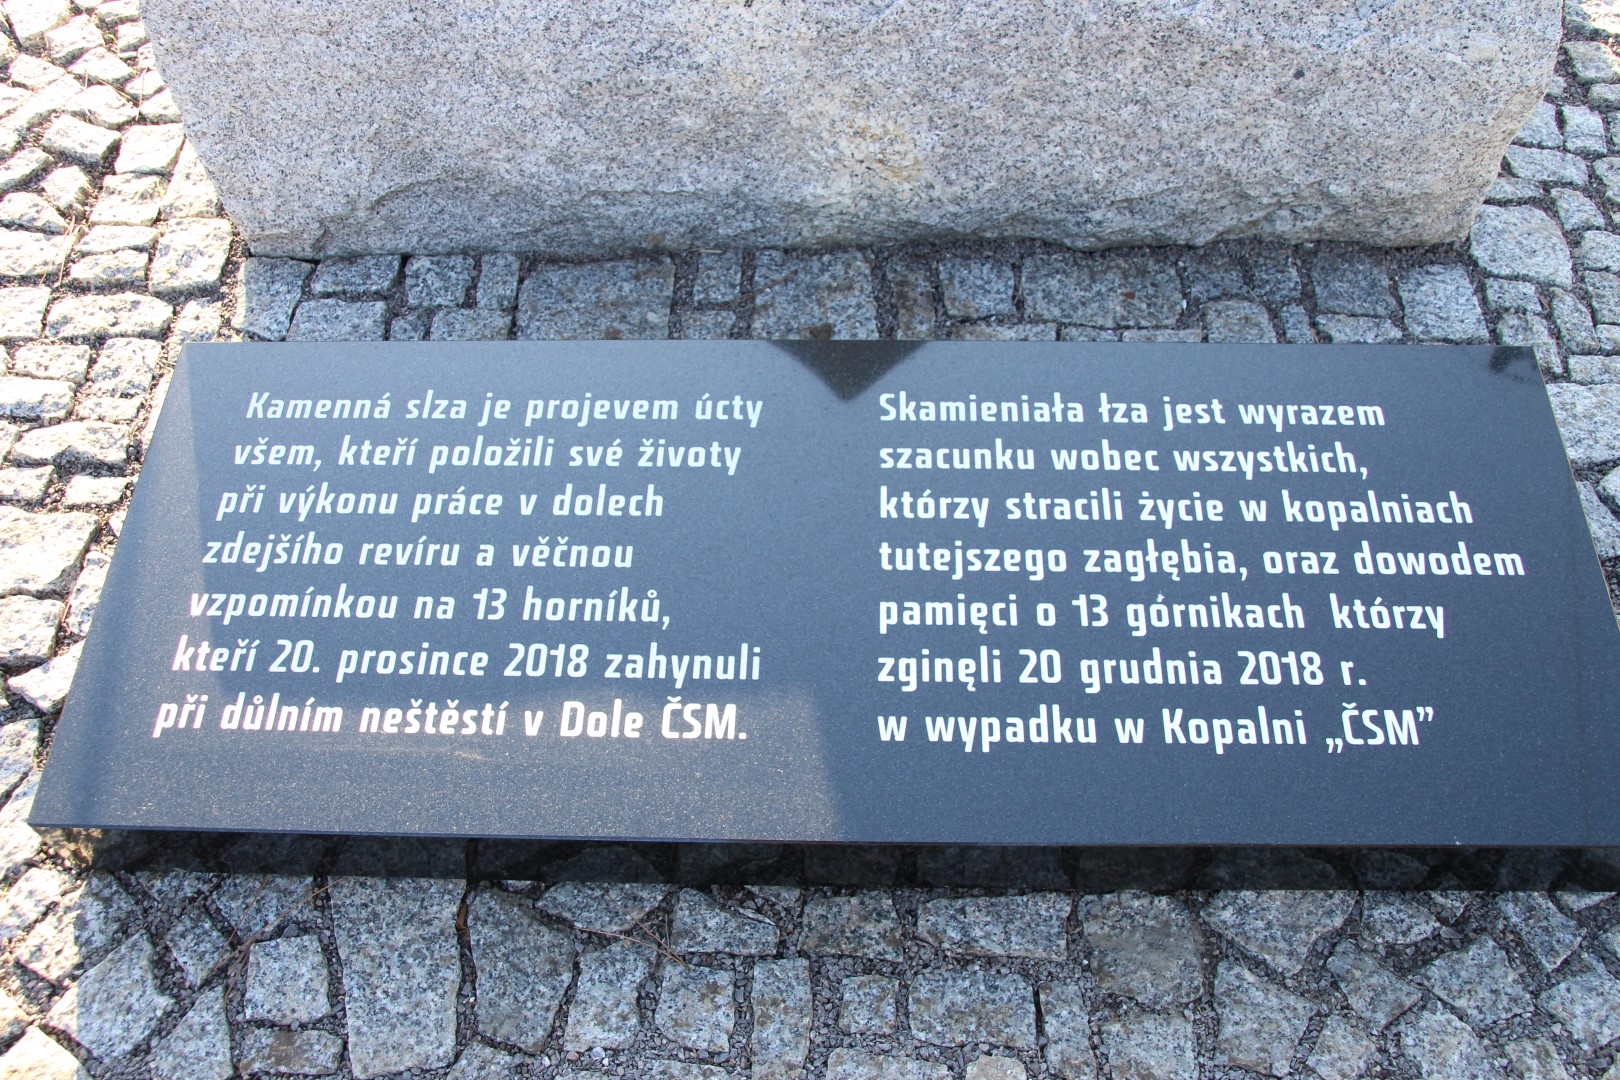 Kamenná slza je projevem úcty
všem, kteří položili své životy
při výkonu práce v dolech
zdejšího revíru a věčnou
vzpomínkou na 13 horníků,
kteří 20. prosince 2018 zahynuli
při důlním neštěstí v Dole ČSM.
Skamieniała łza jest wyrazem
szacunku wobec wszystkich,
którzy stracili życie w kopalniach
tutejszego zagłębia, oraz dowodem
pamięci o 13 górnikach którzy
zginęli 20 grudnia 2018 r.
w wypadku w Kopalni „ČSM”